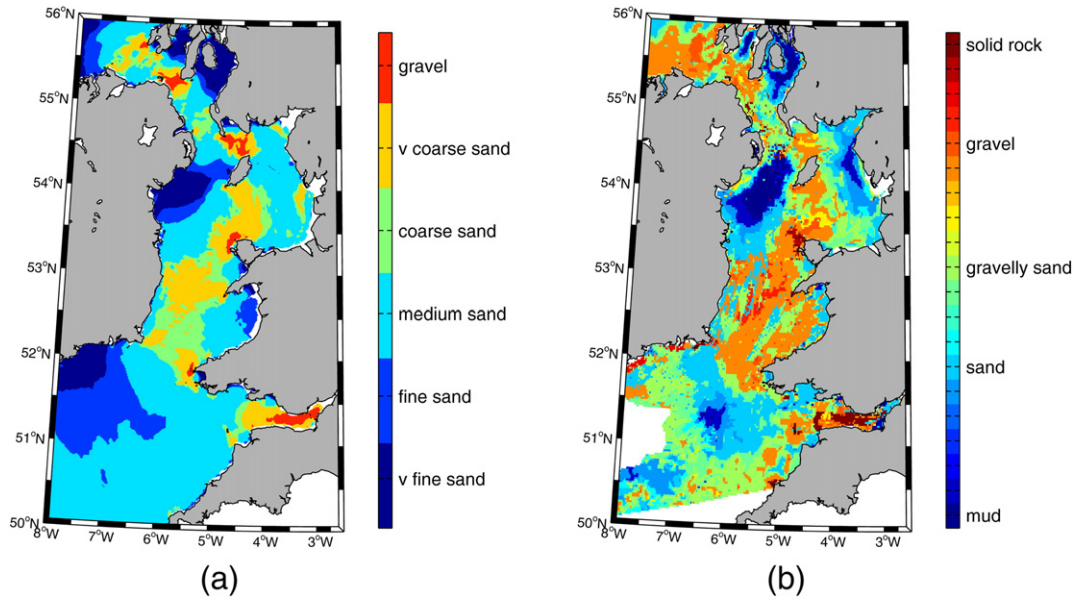 56°N
55°N
54°N
53°N
52°N
51°N
50°N
8°W
7°W
6°W
5°W
4°W
3°W
gravel
v coarse sand
coarse sand
medium sand
fine sand
v fine sand
(a)
56°N
55°N
54°N
53°N
52°N
51°N
50°N
8°W
7°W
6°W
5°W
4°W
3°W
solid rock
gravel
gravelly sand
sand
mud
(b)